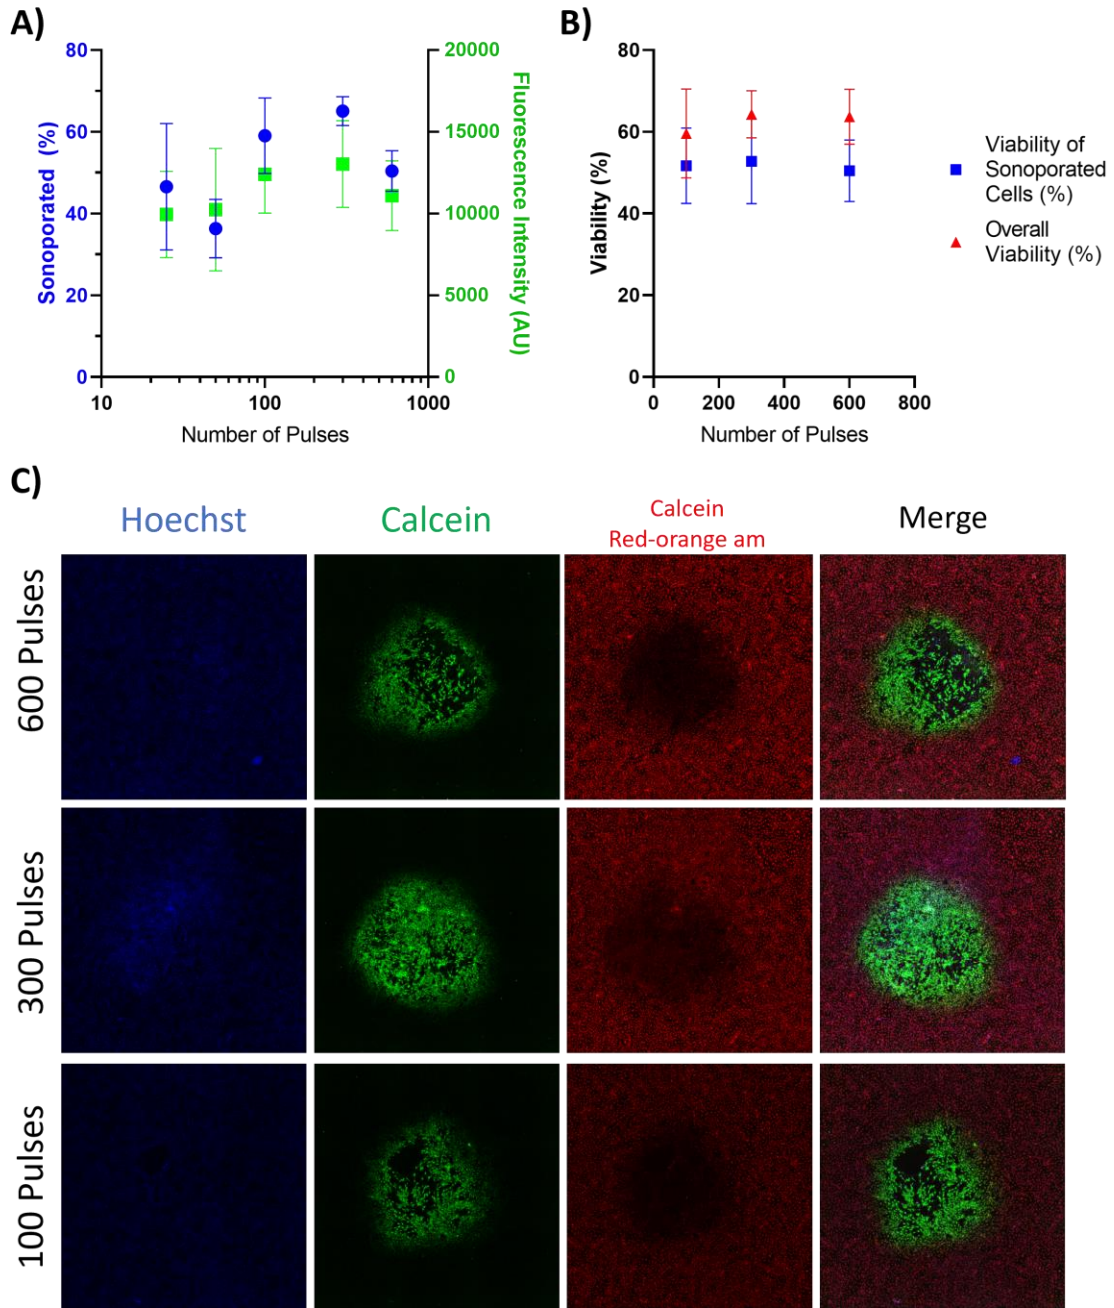 A)
80
60
40
20
0
Sonoporated (%)
20000
15000
10000
5000
0
Fluorescence Intensity (AU)
10
100
1000
Number of Pulses
B)
80
60
40
20
0
Viability (%)
0
200
400
600
800
Number of Pulses
Viability of
Sonoporated
Cells (%)
Overall
Viability (%)
C)
Hoechst
Calcein
Calcein
Red-orange am
Merge
600 Pulses
300 Pulses
100 Pulses